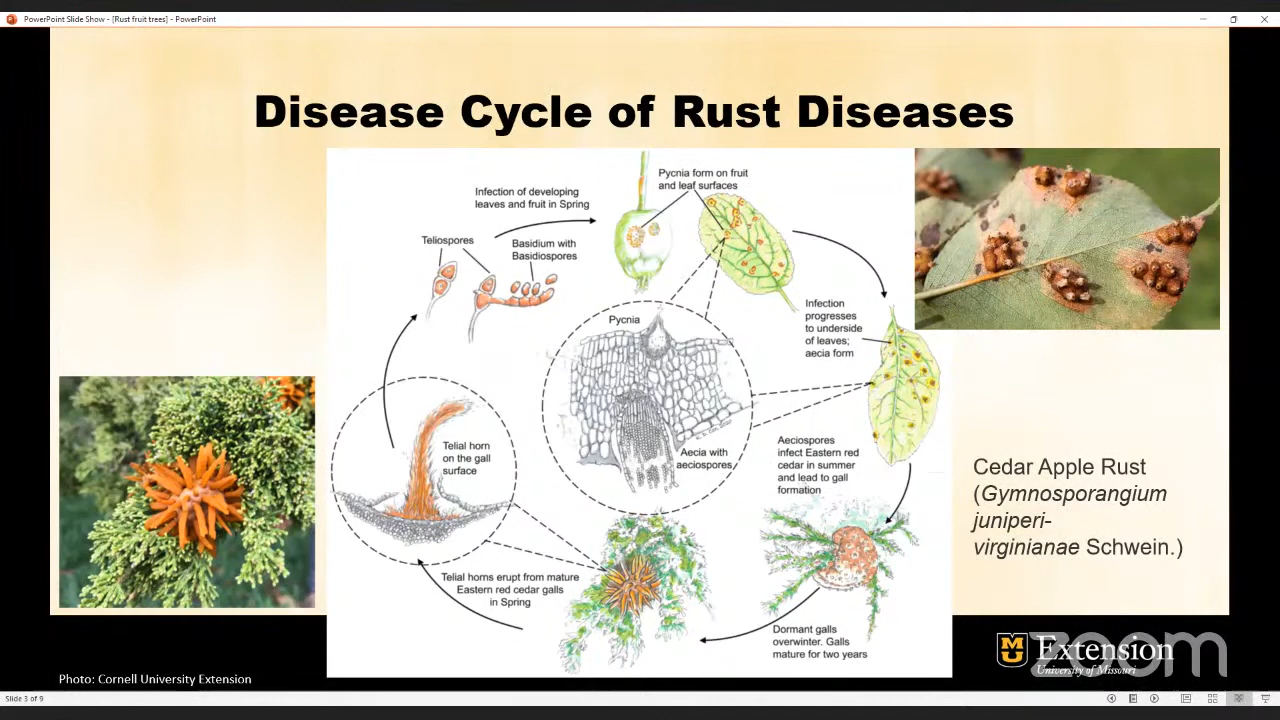 PowerPoint Slide Show - [Rust fruit trees] - PowerPoint
Disease Cycle of Rust Diseases
Pycnia form on fruit
and leaf surfaces
Infection of developing
leaves and fruit in Spring
Teliospores
Basidium with
Basidiospores
Infection
progresses
to underside
of leaves;
aecia form
Pycnia
Telial horn
on the gall
surface
Aecia with
aeciospores
Aeciospores
infect Eastern red
cedar in summer
and lead to gall
formation
Cedar Apple Rust
(Gymnosporangium
juniperi-
virginianae Schwein.)
Telial horns erupt from mature
Eastern red cedar galls
in Spring
Dormant galls
overwinter. Galls
mature for two years
MU Extension
University of Missouri
zoom
Photo: Cornell University Extension
Slide 3 of 9